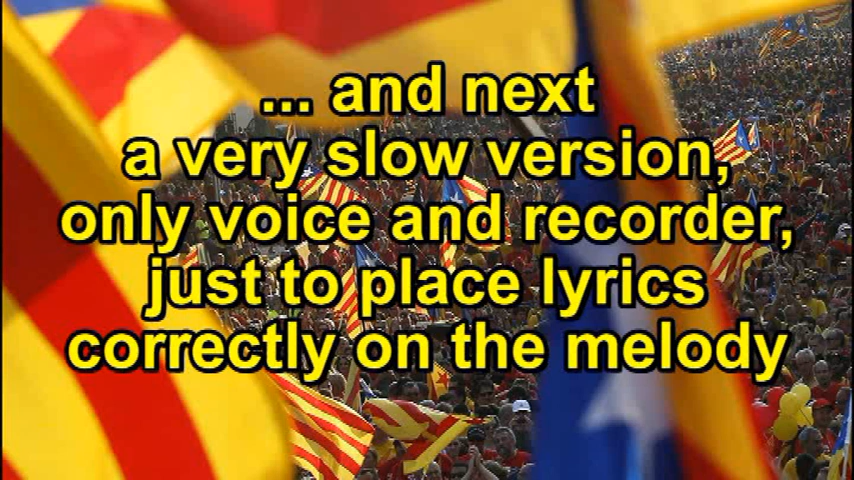 ... and next
a very slow version,
only voice and recorder,
just to place lyrics
correctly on the melody